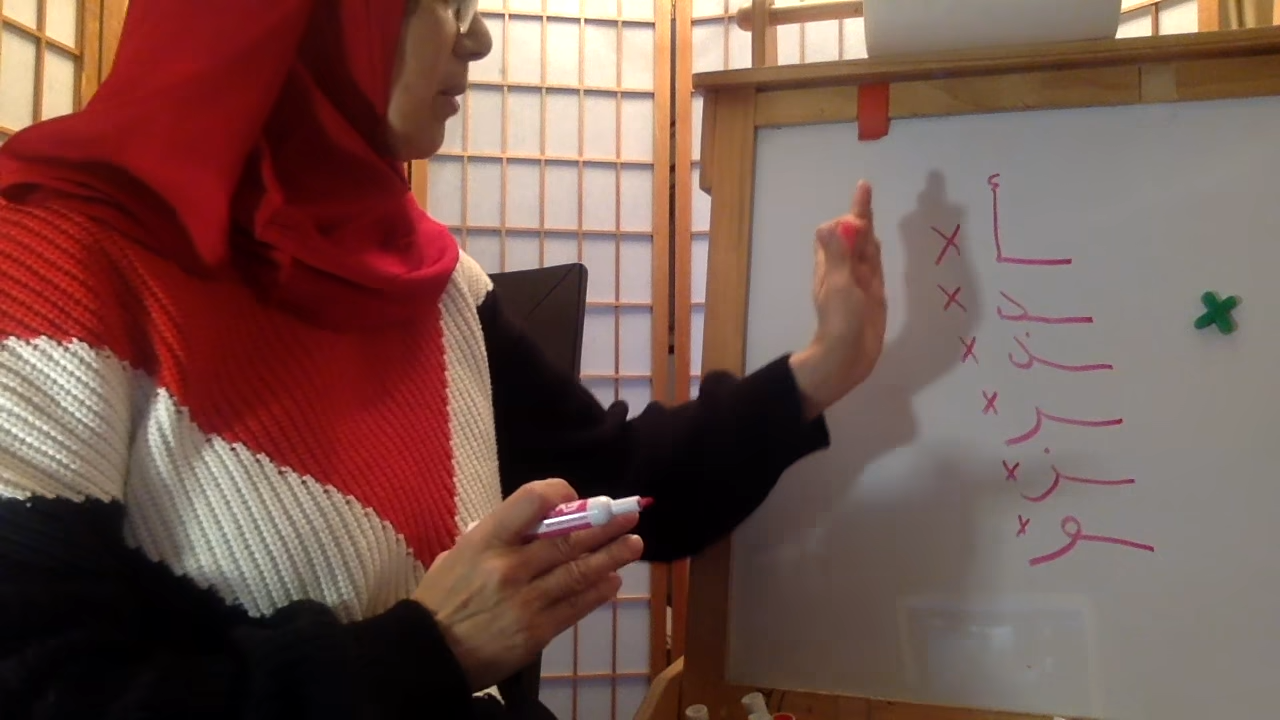 ـأ ×
ـد ×
ـذ ×
ـر ×
ـز ×
ـو ×